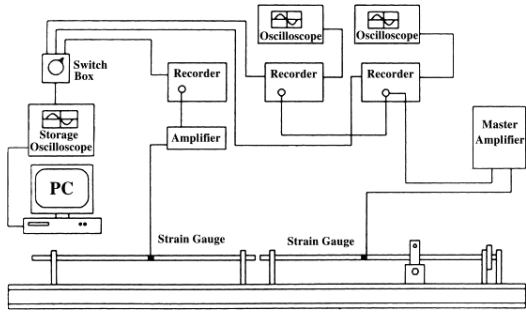 Oscilloscope
Oscilloscope
Switch
Box
Recorder
Recorder
Recorder
Storage
Oscilloscope
Amplifier
Master
Amplifier
PC
Strain Gauge
Strain Gauge